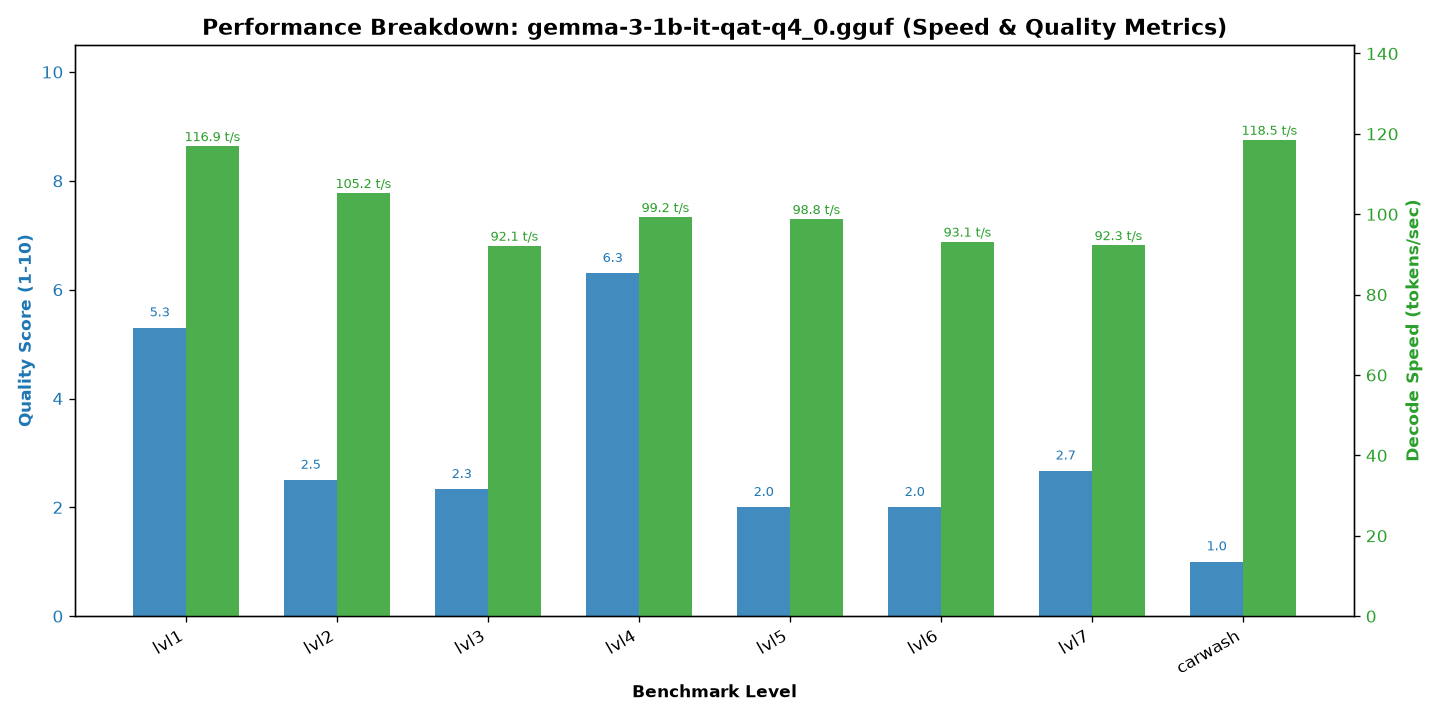 Performance Breakdown: gemma-3-1b-it-qat-q4_0.gguf (Speed & Quality Metrics)
Quality Score (1-10)
10
8
6
4
2
0
Decode Speed (tokens/sec)
140
120
100
80
60
40
20
0
5.3
116.9 t/s
2.5
105.2 t/s
2.3
92.1 t/s
6.3
99.2 t/s
2.0
98.8 t/s
2.0
93.1 t/s
2.7
92.3 t/s
1.0
118.5 t/s
lvl1
lvl2
lvl3
lvl4
lvl5
lvl6
lvl7
carwash
Benchmark Level